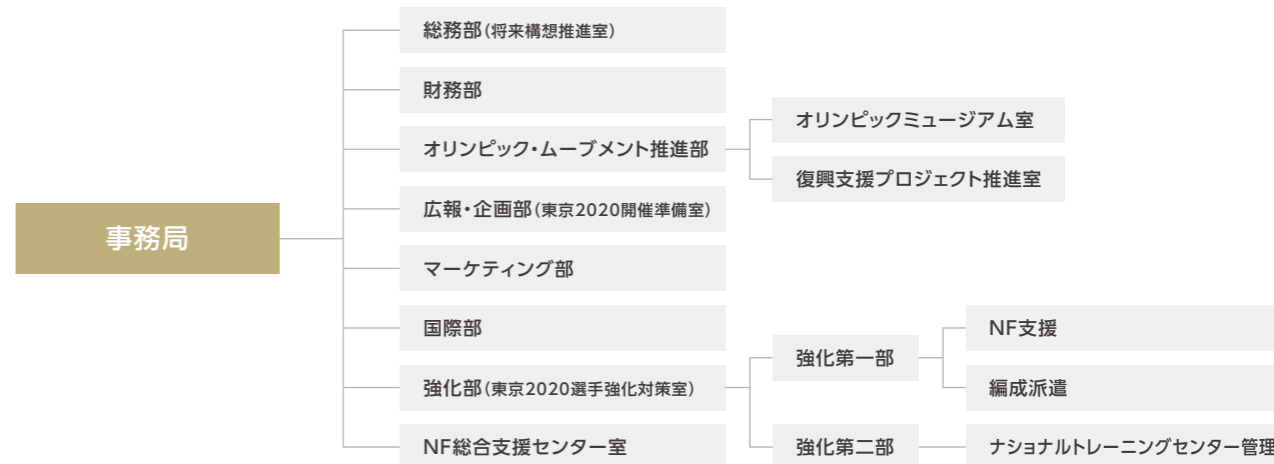 事務局
総務部(将来構想推進室)
財務部
オリンピック・ムーブメント推進部
オリンピックミュージアム室
復興支援プロジェクト推進室
広報・企画部(東京2020開催準備室)
マーケティング部
国際部
強化部(東京2020選手強化対策室)
強化第一部
NF支援
編成派遣
強化第二部
ナショナルトレーニングセンター管理
NF総合支援センター室